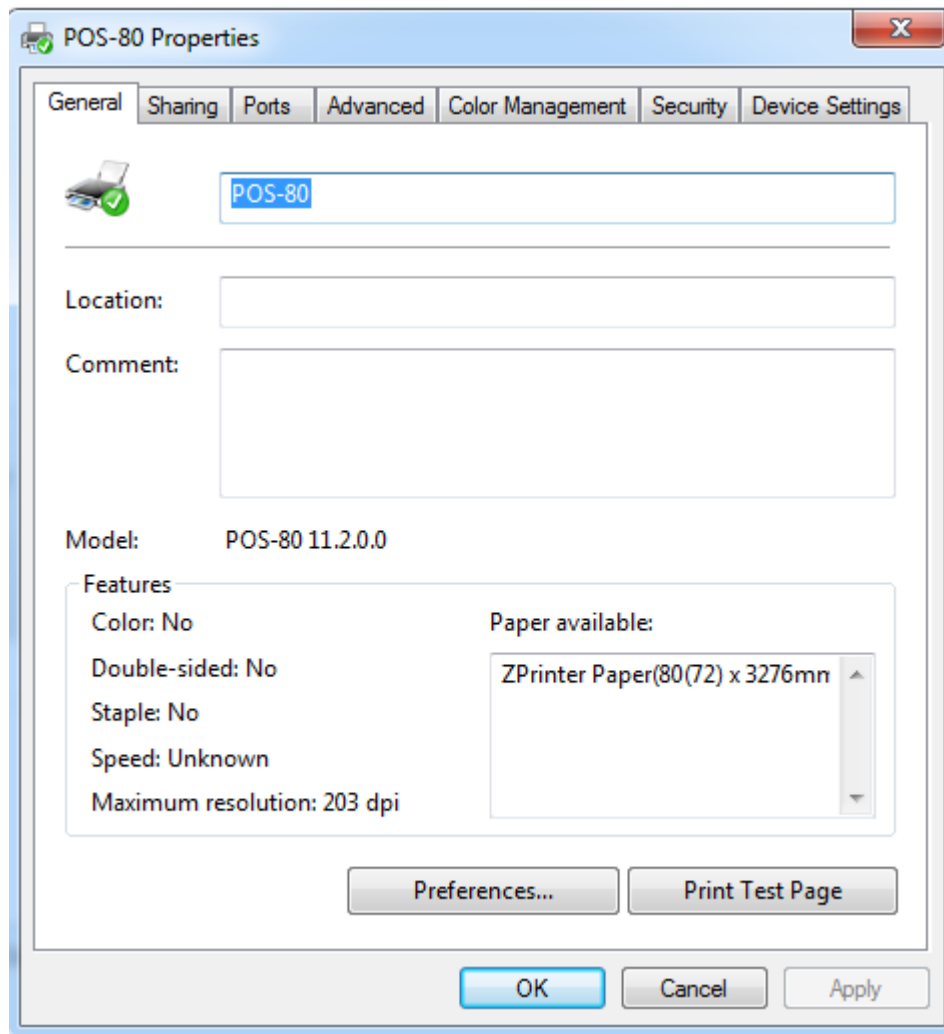 POS-80 Properties
General Sharing Ports Advanced Color Management Security Device Settings
POS-80
Location:
Comment:
Model: POS-80 11.2.0.0
Features
Color: No
Paper available:
Double-sided: No
ZPrinter Paper(80(72) x 3276mm
Staple: No
Speed: Unknown
Maximum resolution: 203 dpi
Preferences... Print Test Page
OK Cancel Apply